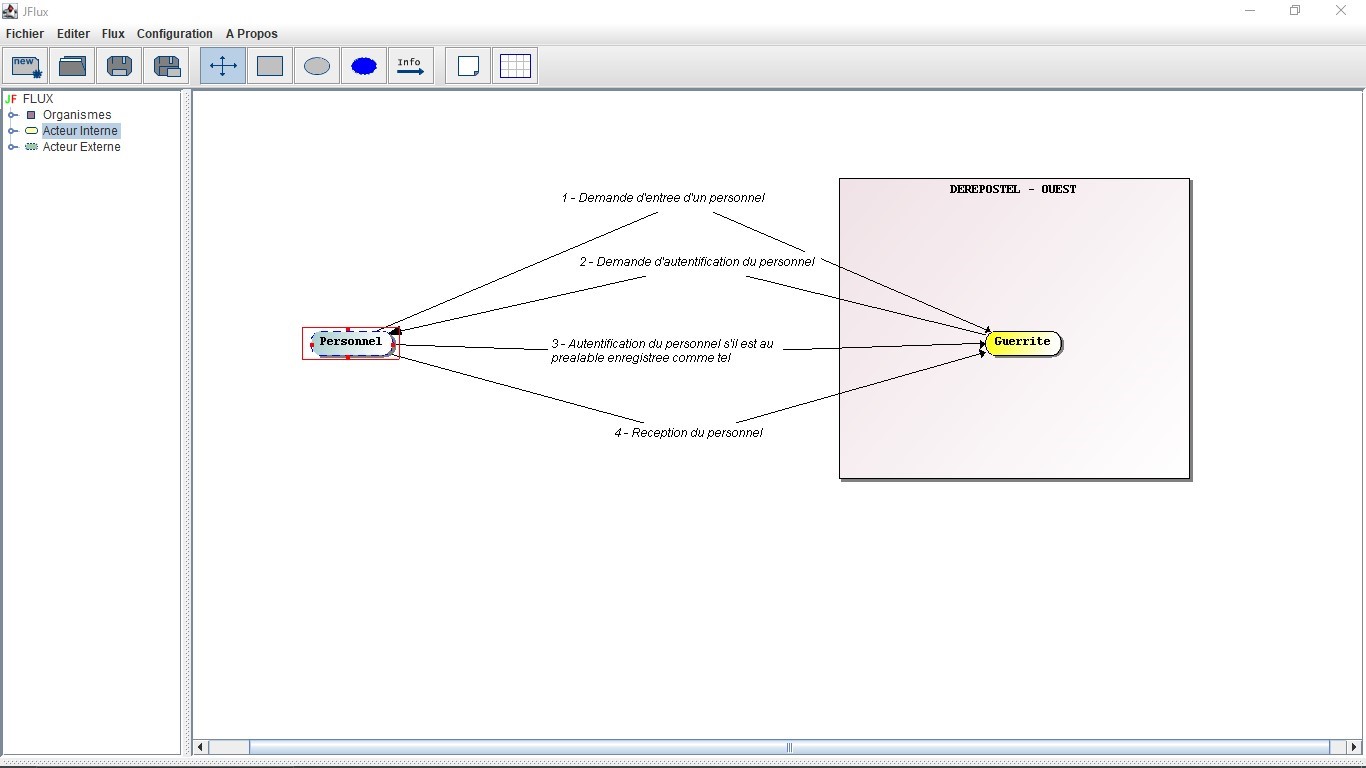 JFlux
Fichier Editer Flux Configuration A Propos
new
Info
JF FLUX
Organismes
Acteur Interne
Acteur Externe
DEREPOSTEL - OUEST
1 - Demande d'entree d'un personnel
2 - Demande d'autentification du personnel
Personnel
3 - Autentification du personnel s'il est au
prealable enregistree comme tel
Guerrite
4 - Reception du personnel